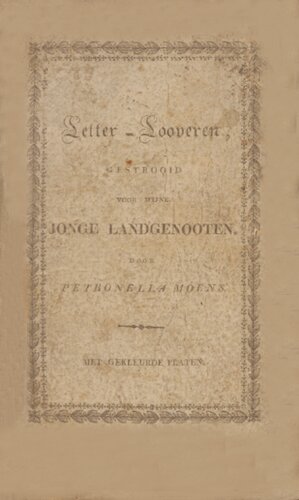 Letter-Looveren,
GESTROOID
VOOR MIJNE
JONGE LANDGENOOTEN.
DOOR
PETRONELLA MOENS.
MET GEKLEURDE PLATEN.